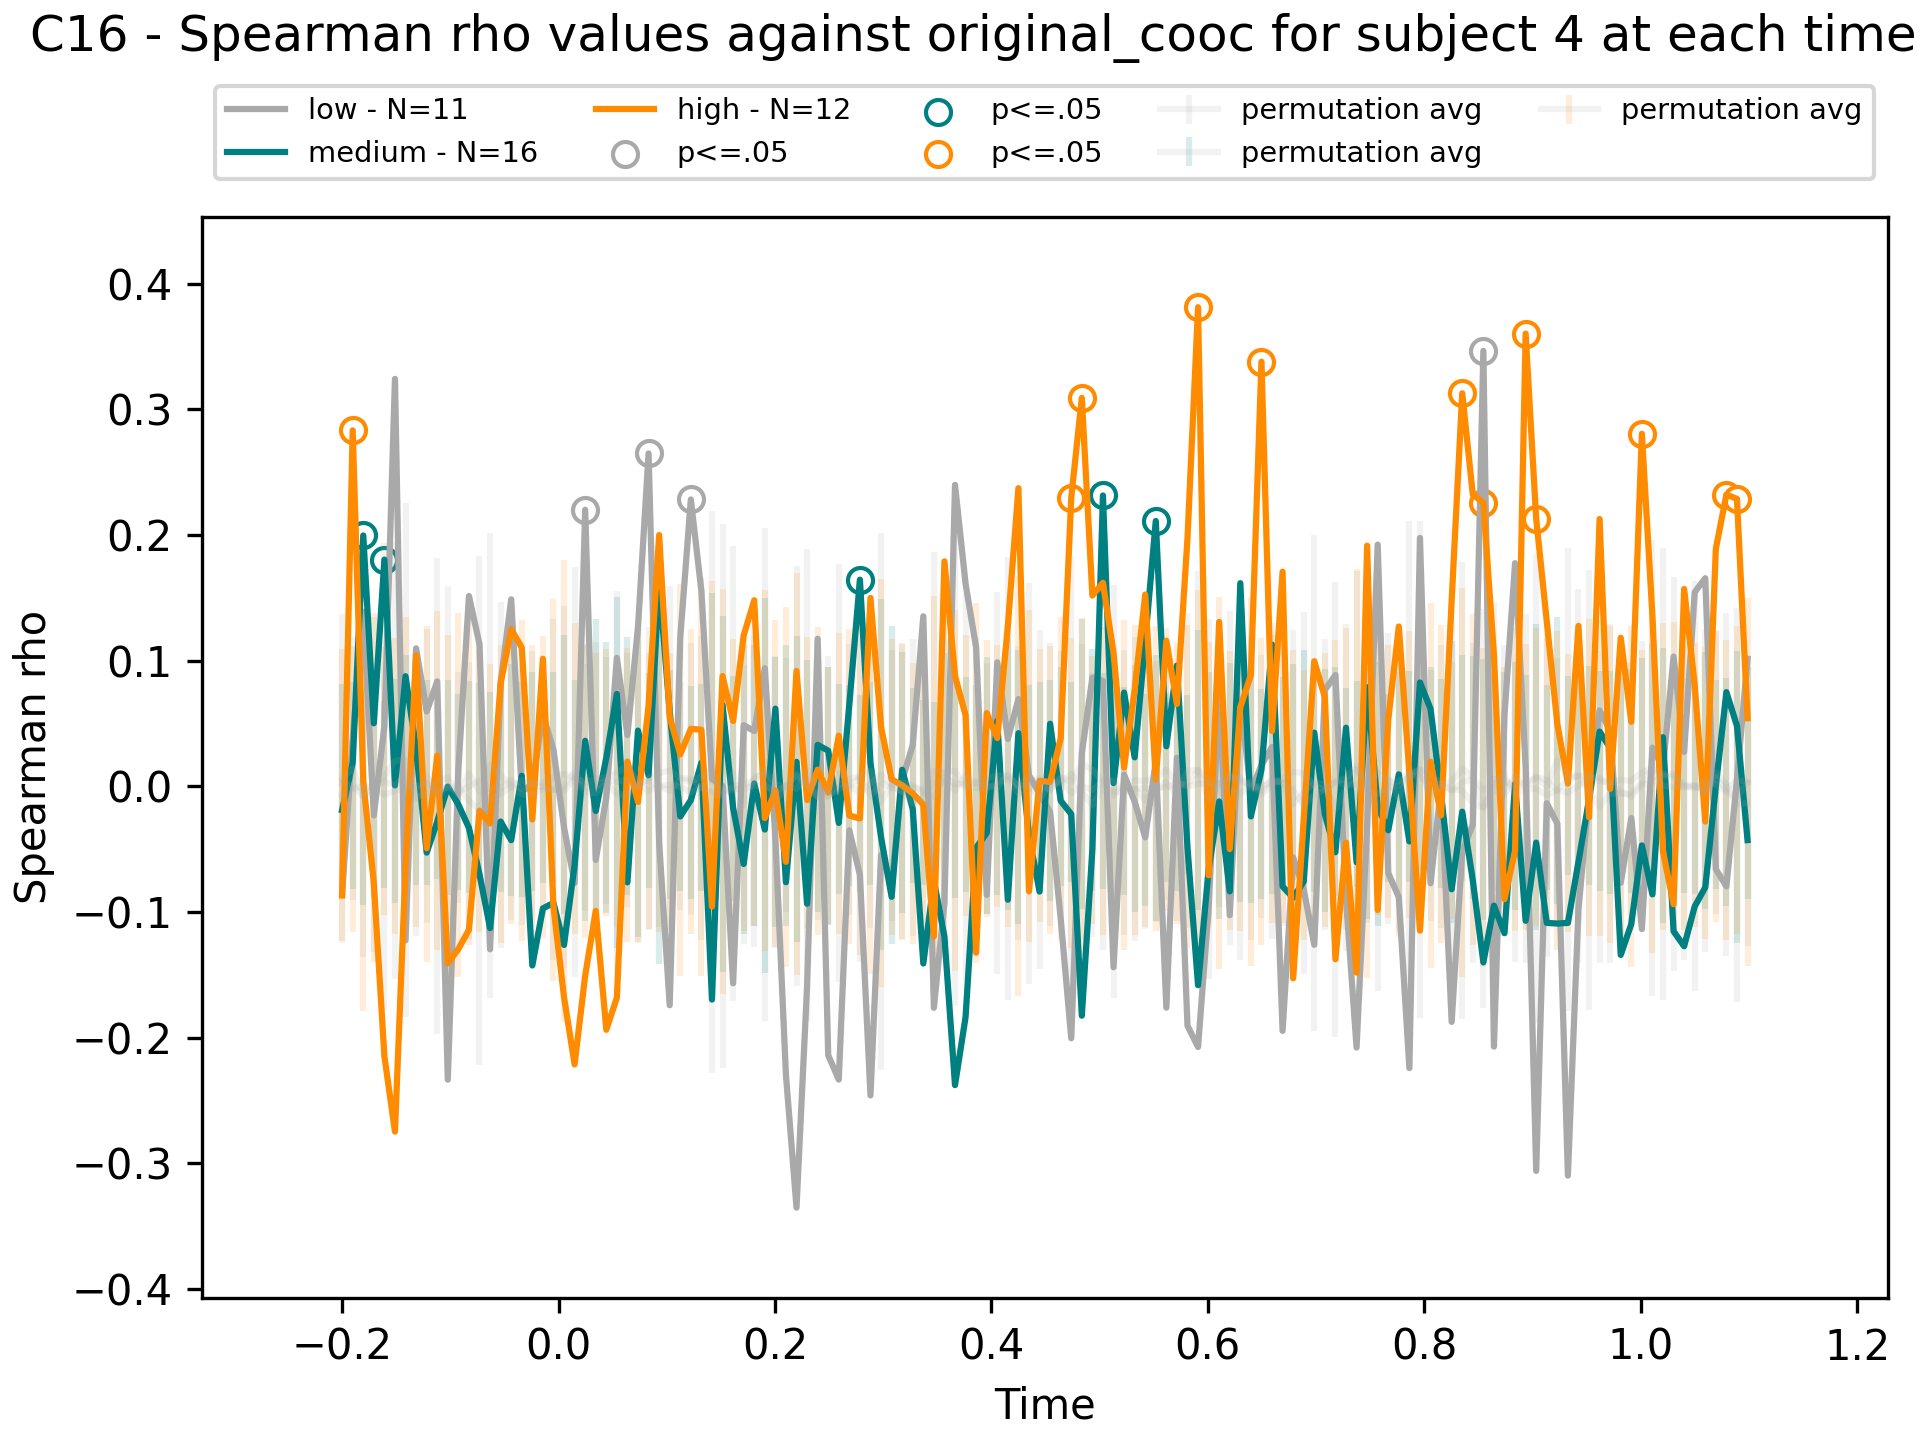 C16 - Spearman rho values against original_cooc for subject 4 at each time
low - N=11
medium - N=16
high - N=12
p<=.05
p<=.05
p<=.05
permutation avg
permutation avg
permutation avg
0.4
0.3
0.2
0.1
0.0
−0.1
−0.2
−0.3
−0.4
Spearman rho
−0.2 0.0 0.2 0.4 0.6 0.8 1.0 1.2
Time